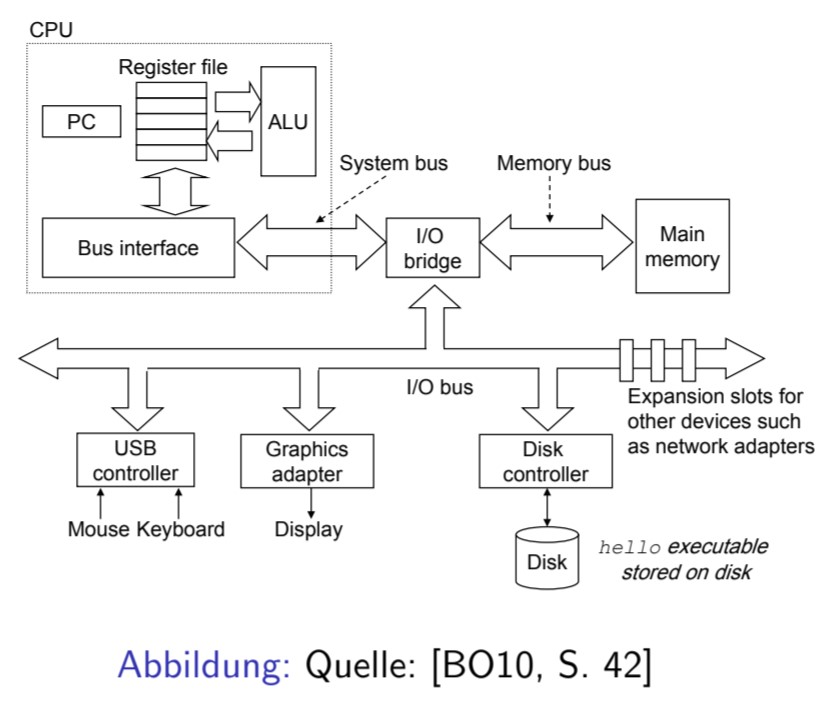 CPU
Register file
PC
ALU
System bus
Memory bus
Bus interface
I/O
bridge
Main
memory
I/O bus
Expansion slots for
other devices such
as network adapters
USB
controller
Graphics
adapter
Disk
controller
Mouse Keyboard
Display
Disk
hello executable
stored on disk
Abbildung: Quelle: [BO10, S. 42]